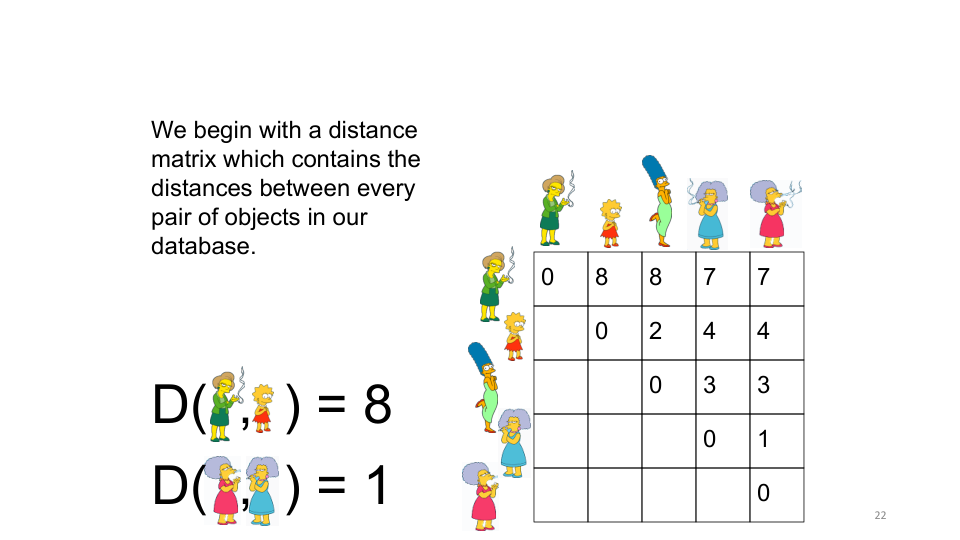 We begin with a distance
matrix which contains the
distances between every
pair of objects in our
database.
D( , ) = 8
D( , ) = 1
0 8 8 7 7
0 2 4 4
0 3 3
0 1
0
22